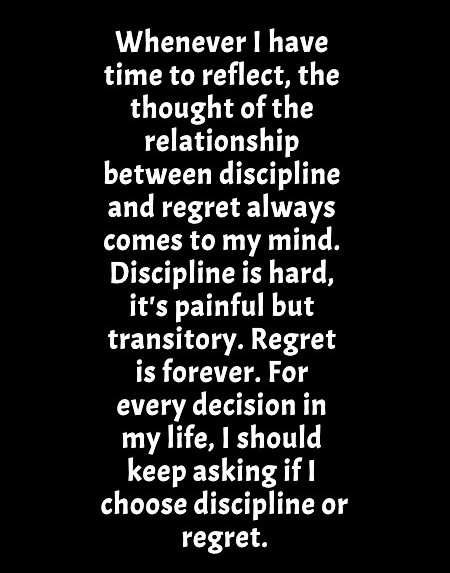 Whenever I have
time to reflect, the
thought of the
relationship
between discipline
and regret always
comes to my mind.
Discipline is hard,
it's painful but
transitory. Regret
is forever. For
every decision in
my life, I should
keep asking if I
choose discipline or
regret.